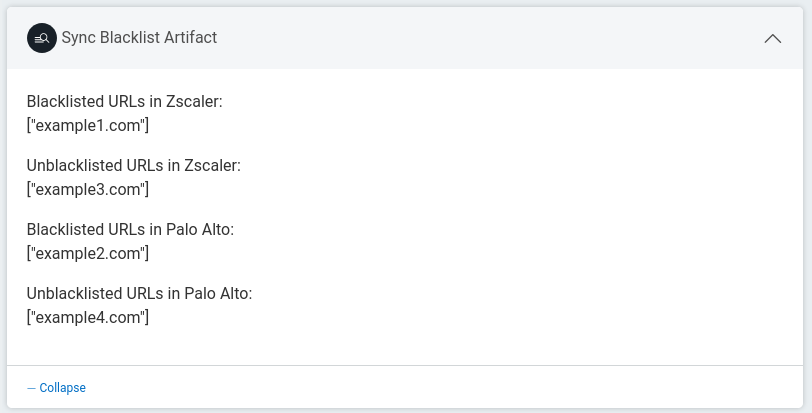 Sync Blacklist Artifact
Blacklisted URLs in Zscaler:
["example1.com"]
Unblacklisted URLs in Zscaler:
["example3.com"]
Blacklisted URLs in Palo Alto:
["example2.com"]
Unblacklisted URLs in Palo Alto:
["example4.com"]
— Collapse